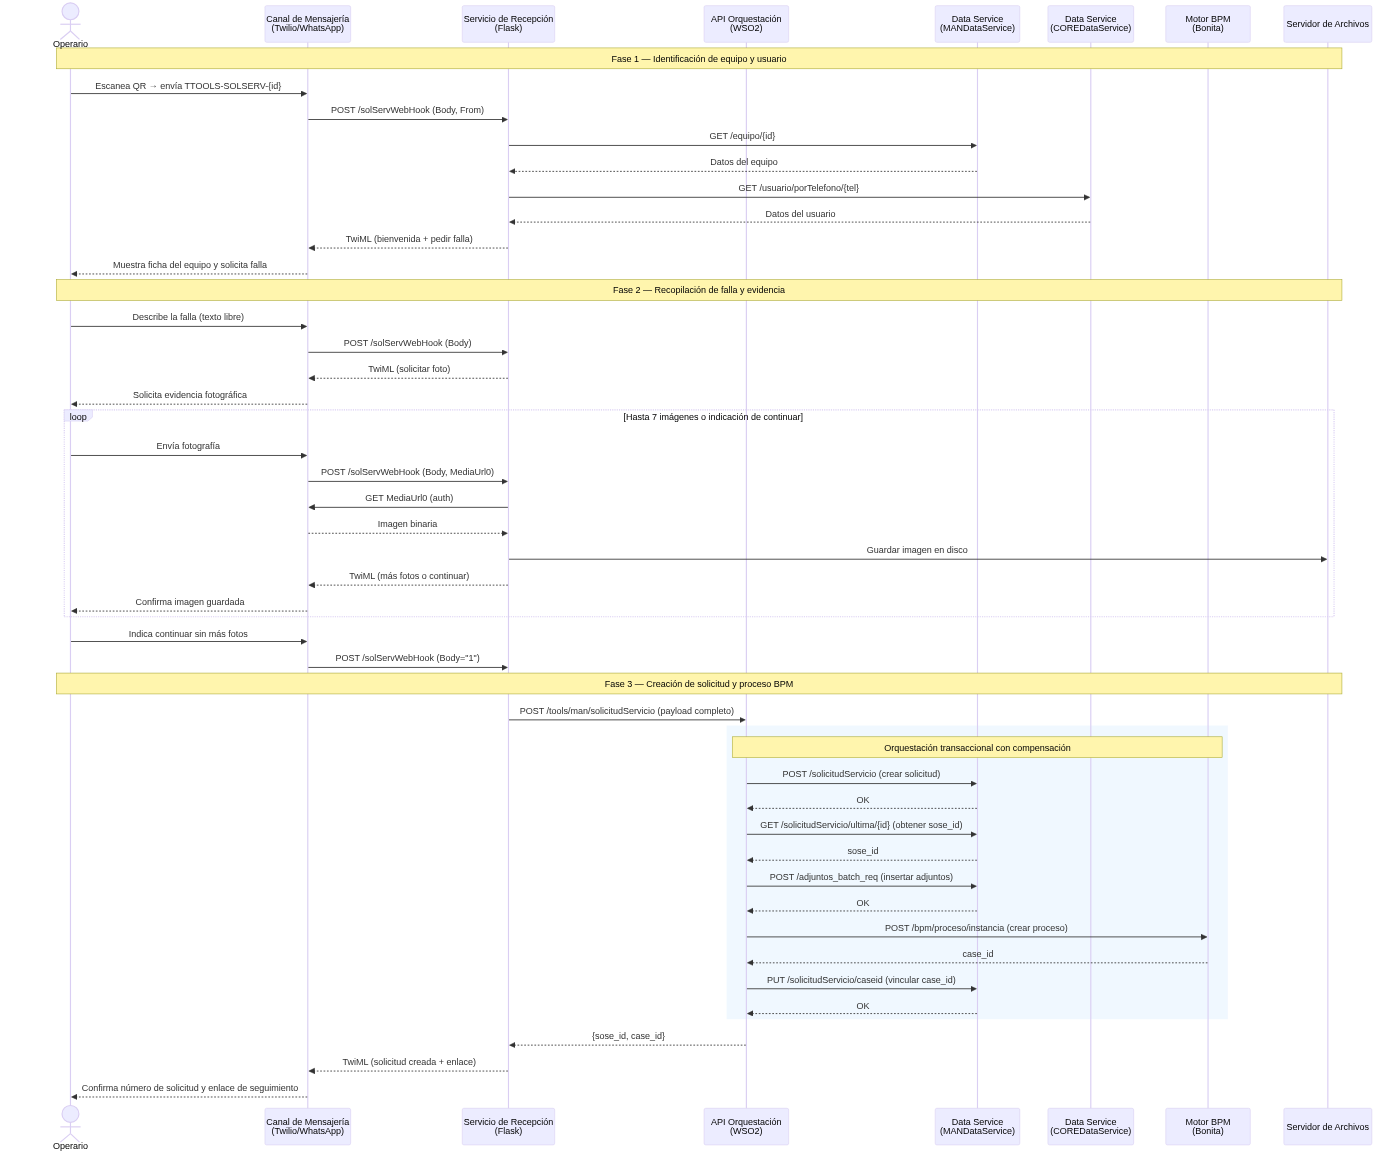 Operario
Canal de Mensajería
(Twilio/WhatsApp)
Servicio de Recepción
(Flask)
API Orquestación
(WSO2)
Data Service
(MANDataService)
Data Service
(COREDataService)
Motor BPM
(Bonita)
Servidor de Archivos
Fase 1 — Identificación de equipo y usuario
Escanea QR → envía TTOOLS-SOLSERV-{id}
POST /solServWebHook (Body, From)
GET /equipo/{id}
Datos del equipo
GET /usuario/porTelefono/{tel}
Datos del usuario
TwiML (bienvenida + pedir falla)
Muestra ficha del equipo y solicita falla
Fase 2 — Recopilación de falla y evidencia
Describe la falla (texto libre)
POST /solServWebHook (Body)
TwiML (solicitar foto)
Solicita evidencia fotográfica
loop
[Hasta 7 imágenes o indicación de continuar]
Envía fotografía
POST /solServWebHook (Body, MediaUrl0)
GET MediaUrl0 (auth)
Imagen binaria
Guardar imagen en disco
TwiML (más fotos o continuar)
Confirma imagen guardada
Indica continuar sin más fotos
POST /solServWebHook (Body="1")
Fase 3 — Creación de solicitud y proceso BPM
POST /tools/man/solicitudServicio (payload completo)
Orquestación transaccional con compensación
POST /solicitudServicio (crear solicitud)
OK
GET /solicitudServicio/ultima/{id} (obtener sose_id)
sose_id
POST /adjuntos_batch_req (insertar adjuntos)
OK
POST /bpm/proceso/instancia (crear proceso)
case_id
PUT /solicitudServicio/caseid (vincular case_id)
OK
{sose_id, case_id}
TwiML (solicitud creada + enlace)
Confirma número de solicitud y enlace de seguimiento
Operario
Canal de Mensajería
(Twilio/WhatsApp)
Servicio de Recepción
(Flask)
API Orquestación
(WSO2)
Data Service
(MANDataService)
Data Service
(COREDataService)
Motor BPM
(Bonita)
Servidor de Archivos